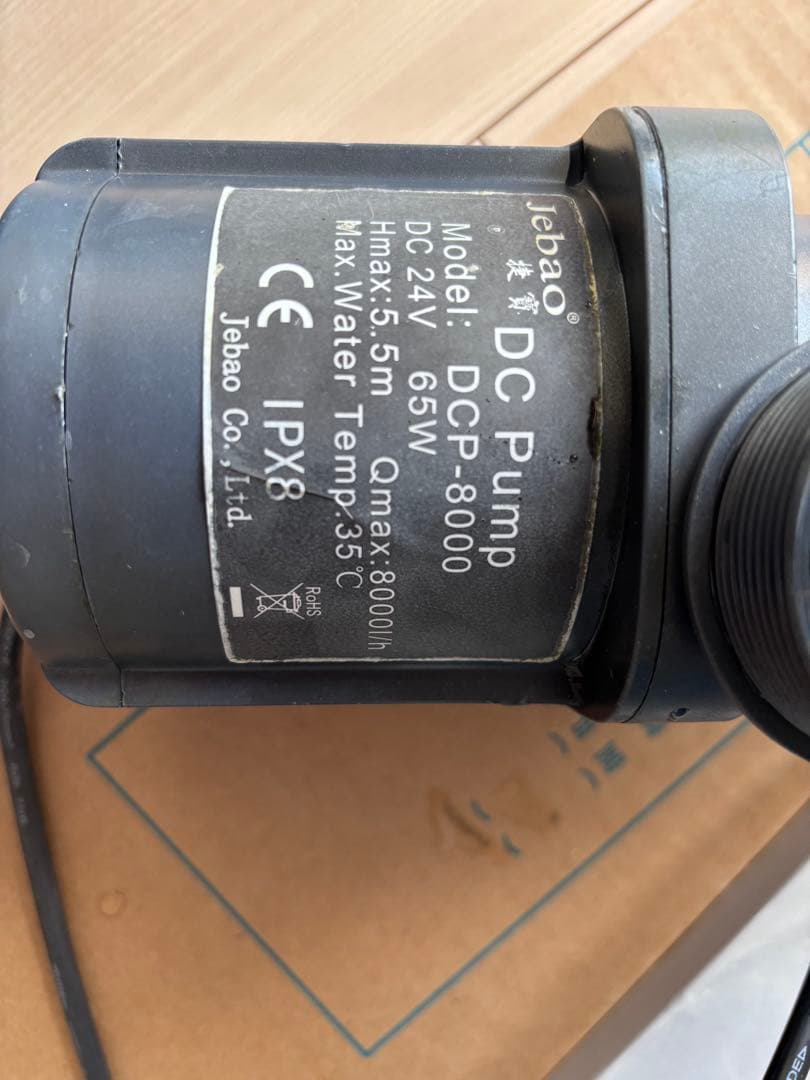 Jebao®
捷寶
DC Pump
Model: DCP-8000
DC 24V 65W
Hmax:5.5m Qmax:8000l/h
Max.Water Temp:35℃
CE IPX8
RoHS
Jebao Co.,Ltd.